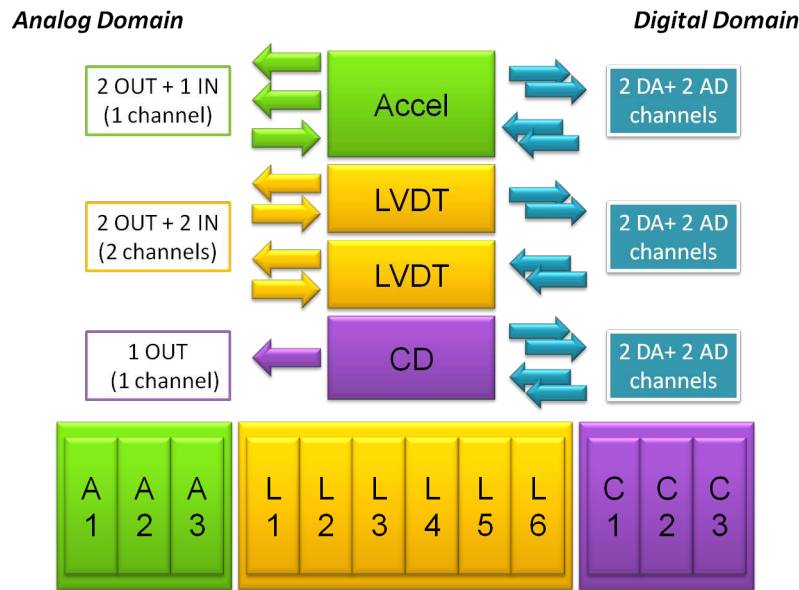 Analog Domain
Digital Domain
2 OUT + 1 IN
(1 channel)
Accel
2 DA+ 2 AD
channels
2 OUT + 2 IN
(2 channels)
LVDT
LVDT
2 DA+ 2 AD
channels
1 OUT
(1 channel)
CD
2 DA+ 2 AD
channels
A
1
A
2
A
3
L
1
L
2
L
3
L
4
L
5
L
6
C
1
C
2
C
3